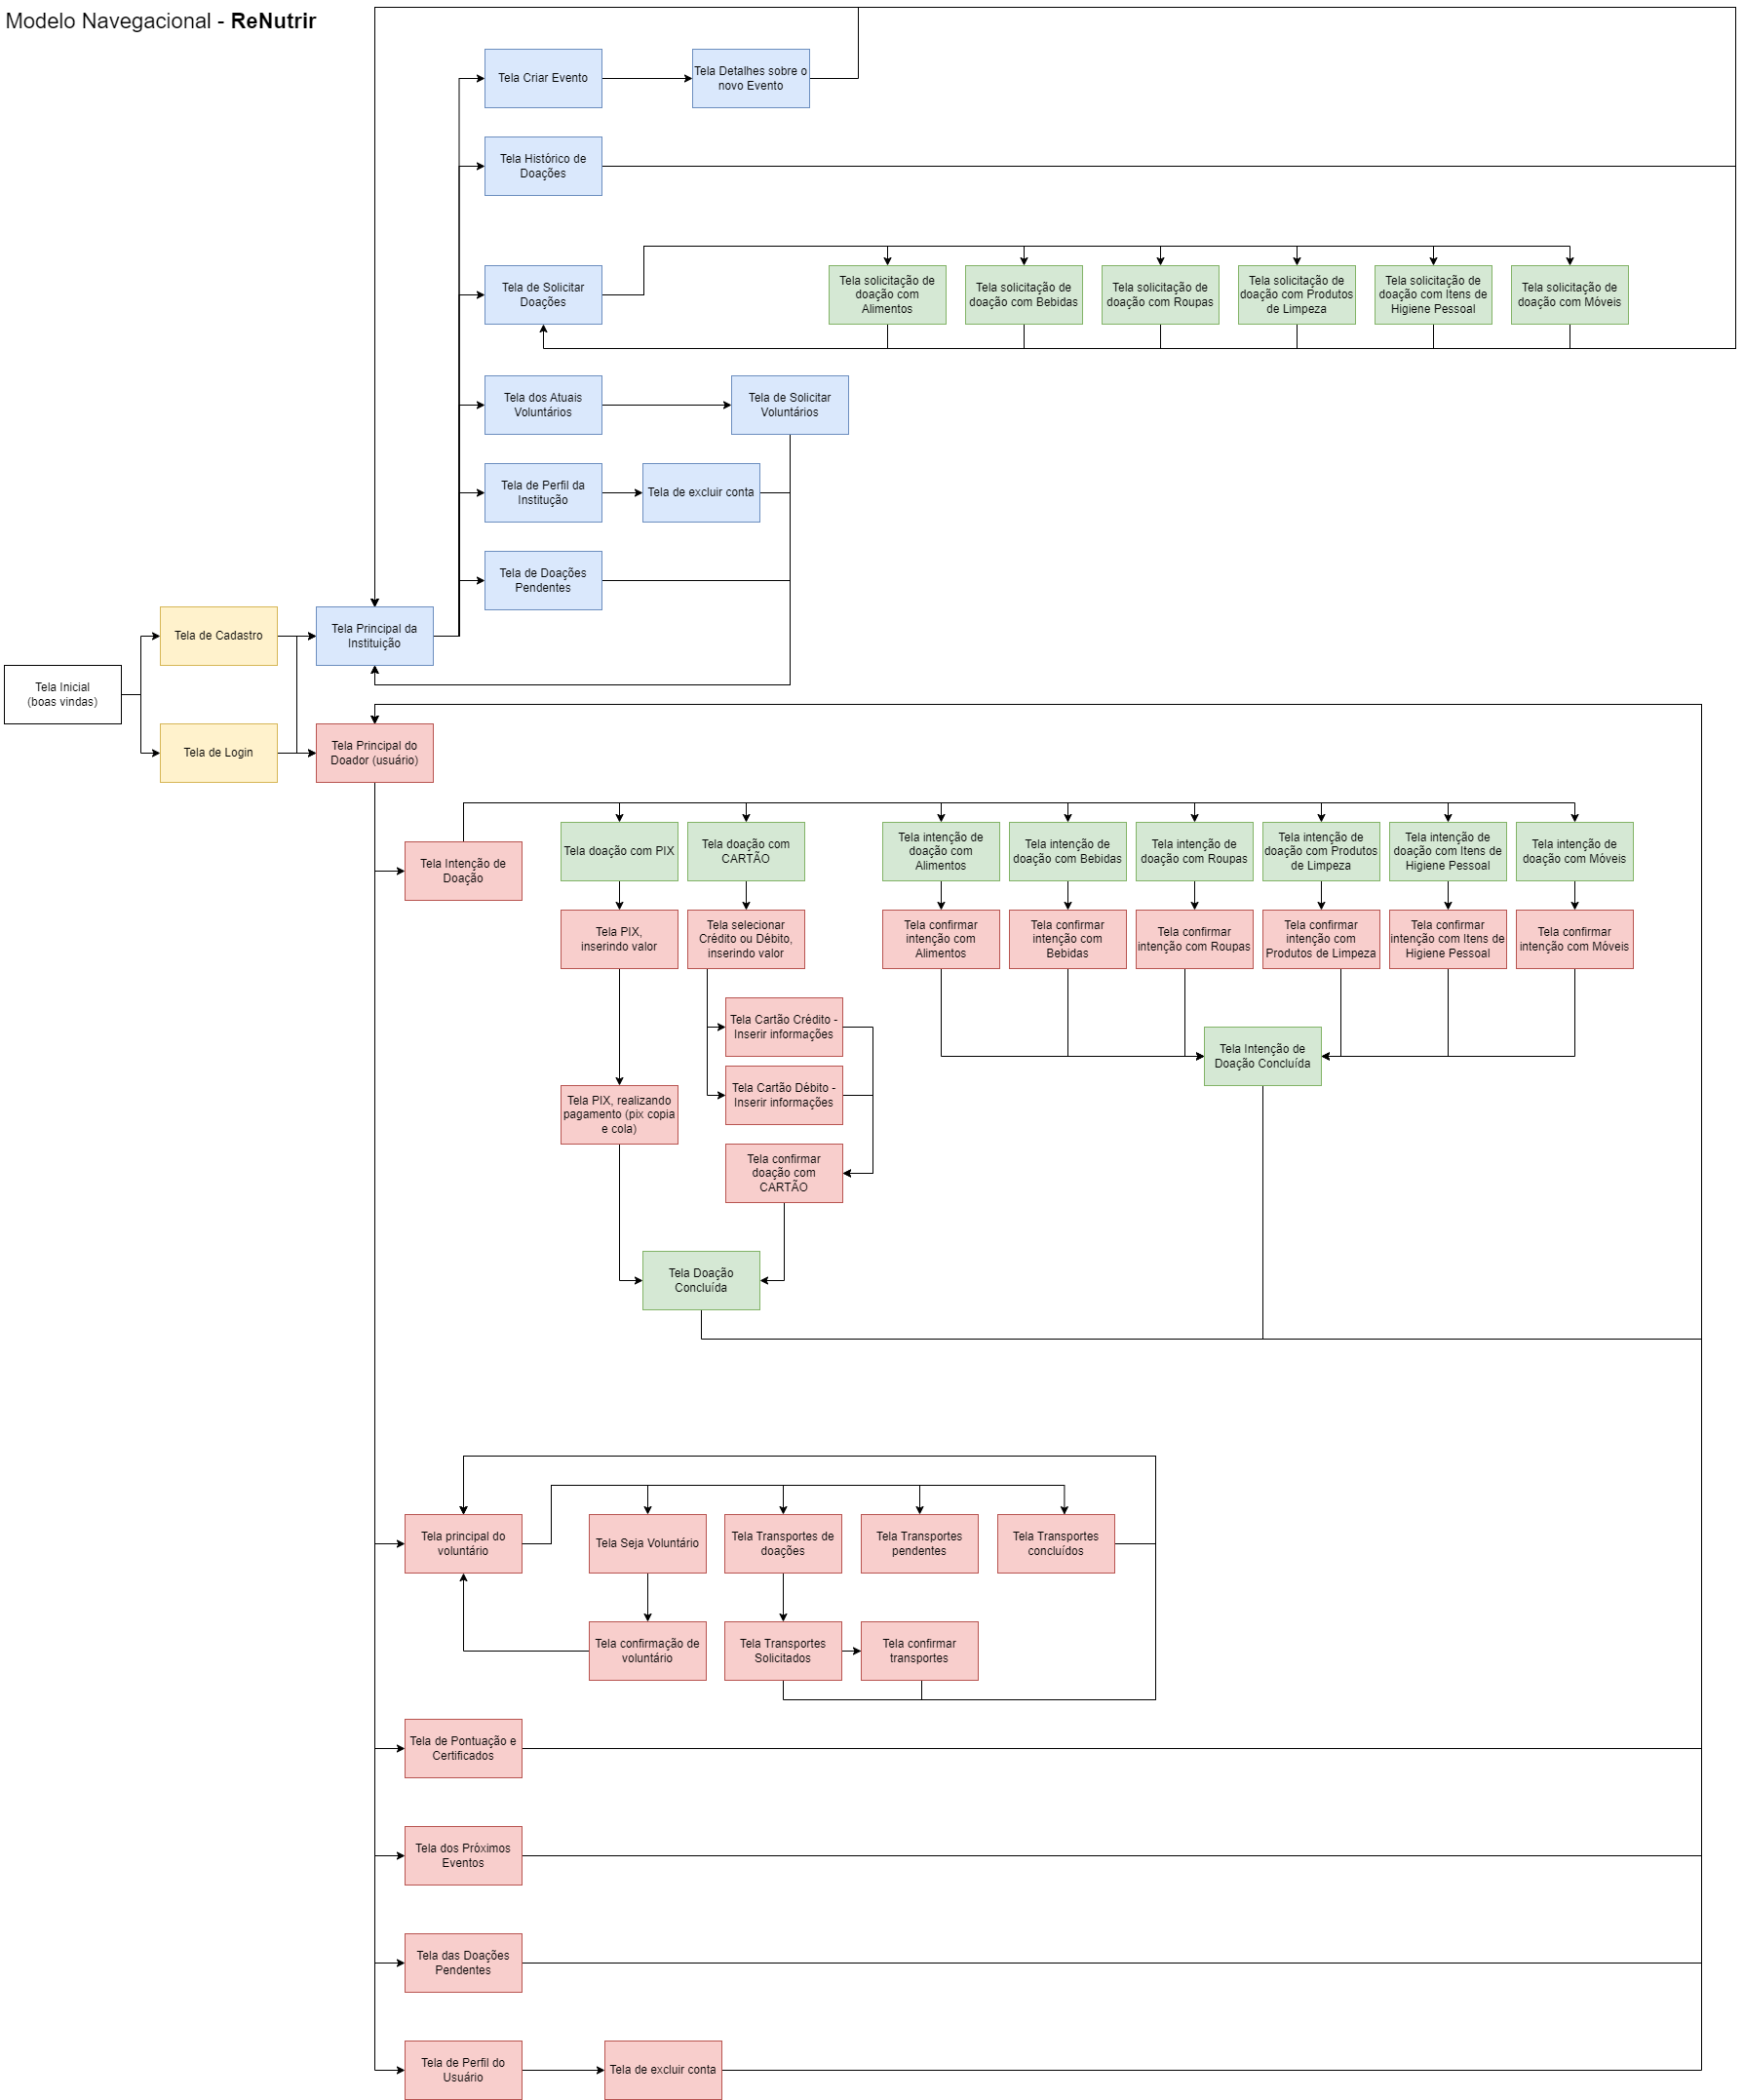 Modelo Navegacional - ReNutrir
Tela Criar Evento
Tela Detalhes sobre o
novo Evento
Tela Histórico de
Doações
Tela de Solicitar
Doações
Tela solicitação de
doação com
Alimentos
Tela solicitação de
doação com Bebidas
Tela solicitação de
doação com Roupas
Tela solicitação de
doação com Produtos
de Limpeza
Tela solicitação de
doação com Itens de
Higiene Pessoal
Tela solicitação de
doação com Móveis
Tela dos Atuais
Voluntários
Tela de Solicitar
Voluntários
Tela de Perfil da
Institução
Tela de excluir conta
Tela de Doações
Pendentes
Tela de Cadastro
Tela Principal da
Instituição
Tela Inicial
(boas vindas)
Tela de Login
Tela Principal do
Doador (usuário)
Tela Intenção de
Doação
Tela doação com PIX
Tela doação com
CARTÃO
Tela intenção de
doação com
Alimentos
Tela intenção de
doação com Bebidas
Tela intenção de
doação com Roupas
Tela intenção de
doação com Produtos
de Limpeza
Tela intenção de
doação com Itens de
Higiene Pessoal
Tela intenção de
doação com Móveis
Tela PIX,
inserindo valor
Tela selecionar
Crédito ou Débito,
inserindo valor
Tela confirmar
intenção com
Alimentos
Tela confirmar
intenção com
Bebidas
Tela confirmar
intenção com Roupas
Tela confirmar
intenção com
Produtos de Limpeza
Tela confirmar
intenção com Itens de
Higiene Pessoal
Tela confirmar
intenção com Móveis
Tela Cartão Crédito -
Inserir informações
Tela Intenção de
Doação Concluída
Tela Cartão Débito -
Inserir informações
Tela PIX, realizando
pagamento (pix copia
e cola)
Tela confirmar
doação com
CARTÃO
Tela Doação
Concluída
Tela principal do
voluntário
Tela Seja Voluntário
Tela Transportes de
doações
Tela Transportes
pendentes
Tela Transportes
concluídos
Tela confirmação de
voluntário
Tela Transportes
Solicitados
Tela confirmar
transportes
Tela de Pontuação e
Certificados
Tela dos Próximos
Eventos
Tela das Doações
Pendentes
Tela de Perfil do
Usuário
Tela de excluir conta